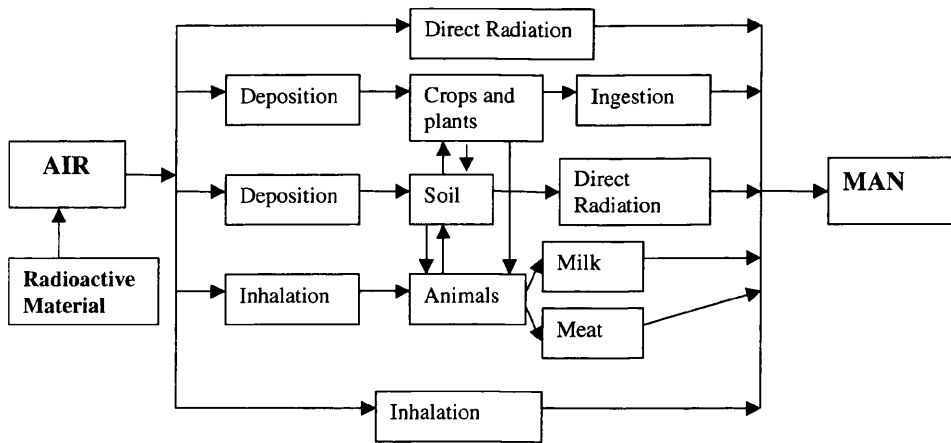 Direct Radiation
Deposition
Crops and
plants
Ingestion
AIR
Deposition
Soil
Direct
Radiation
MAN
Radioactive
Material
Inhalation
Animals
Milk
Meat
Inhalation